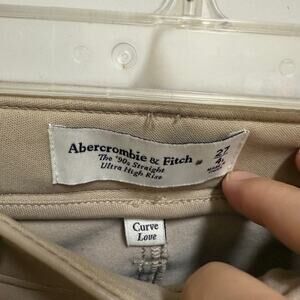 Abercrombie & Fitch
The '90s Straight
Ultra High Rise
27
Curve
Love